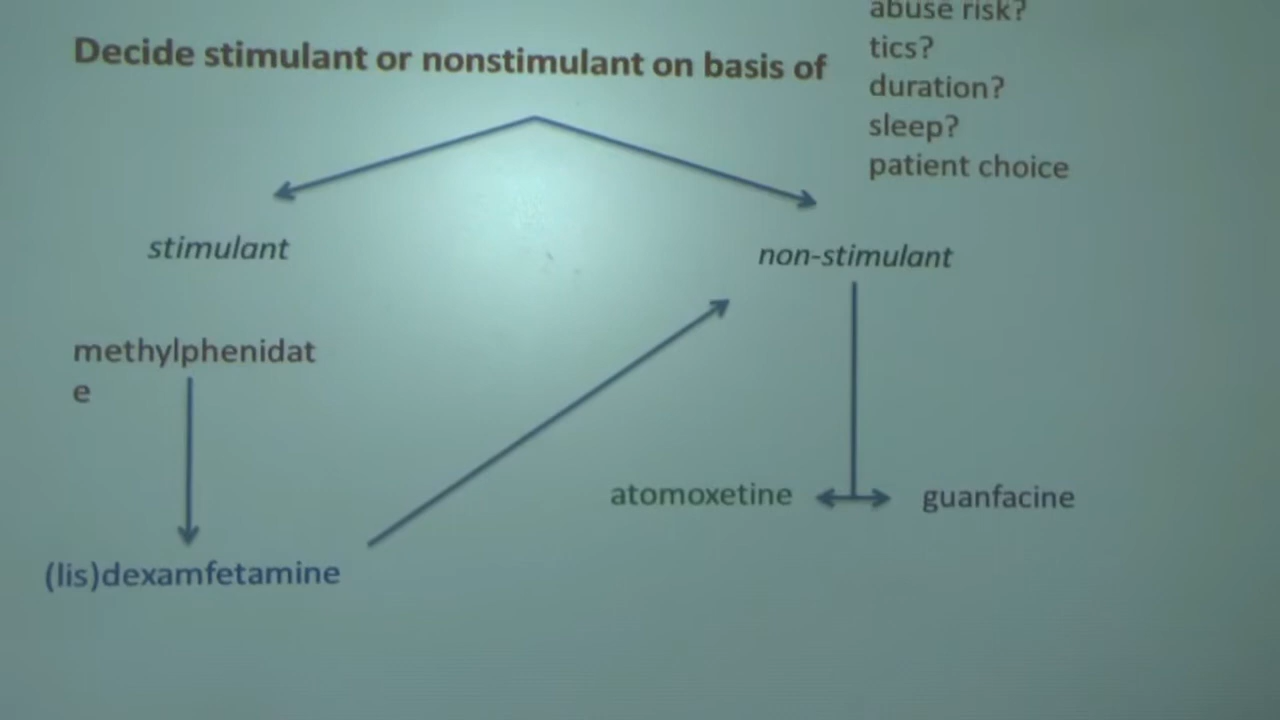 abuse risk?
Decide stimulant or nonstimulant on basis of
tics?
duration?
sleep?
patient choice
stimulant
non-stimulant
methylphenidat
e
atomoxetine
guanfacine
(lis)dexamfetamine